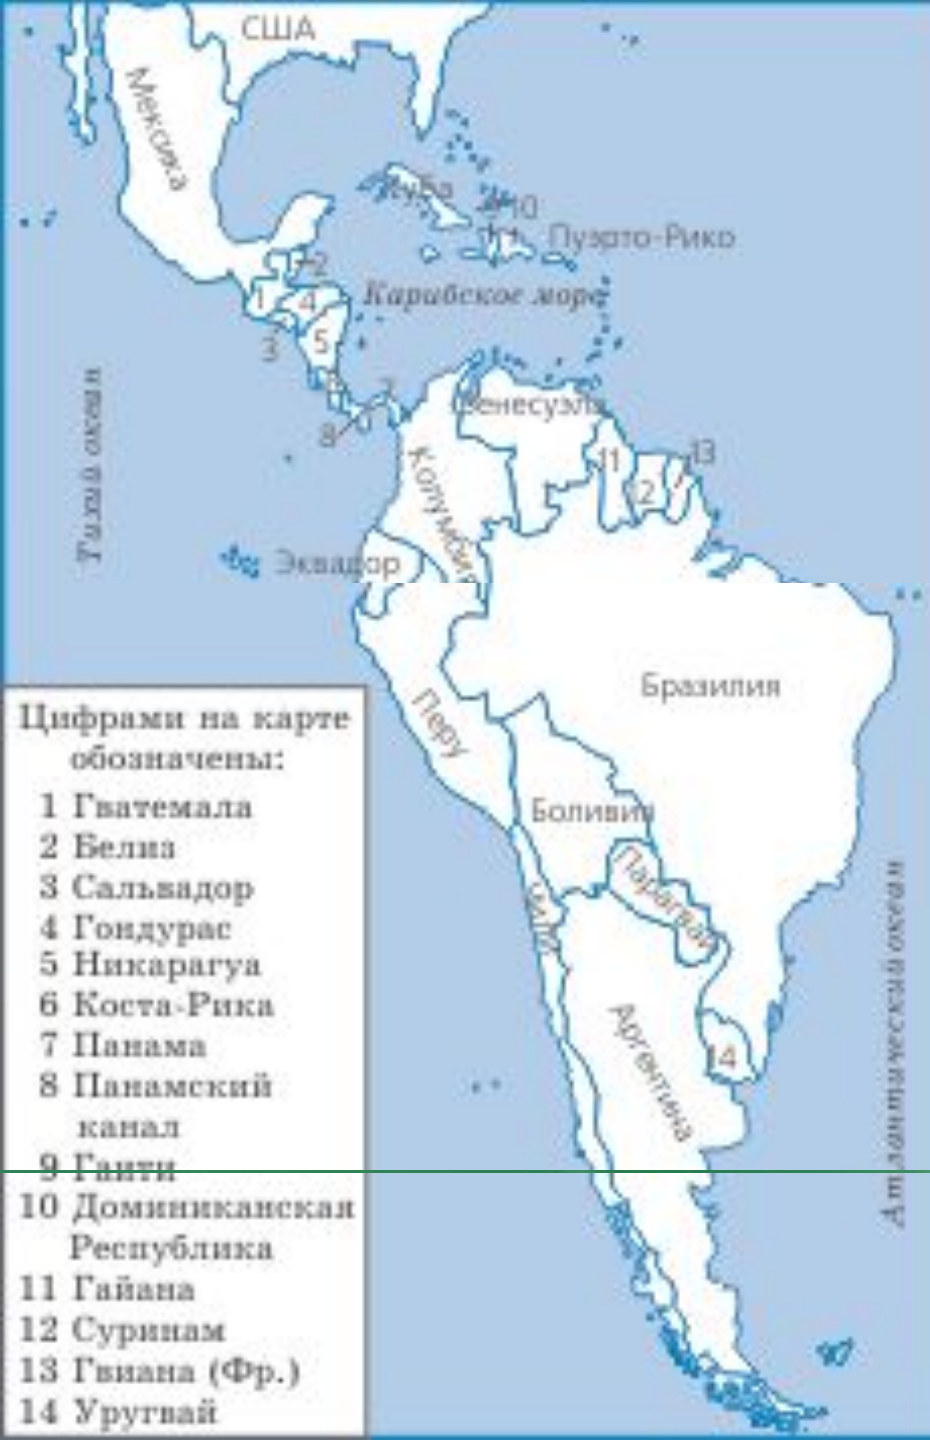 США
Мексика
Куба
9 10
Пуэрто-Рико
2
1
4
Карибское море
5
3
6
7
8
Венесуэла
Тихий океан
Колумбия
11
12
13
Эквадор
Бразилия
Перу
Боливия
Парагвай
Чили
Аргентина
14
Атлантический океан
Цифрами на карте
обозначены:
1 Гватемала
2 Белиз
3 Сальвадор
4 Гондурас
5 Никарагуа
6 Коста-Рика
7 Панама
8 Панамский
канал
9 Гаити
10 Доминиканская
Республика
11 Гайана
12 Суринам
13 Гвиана (Фр.)
14 Уругвай